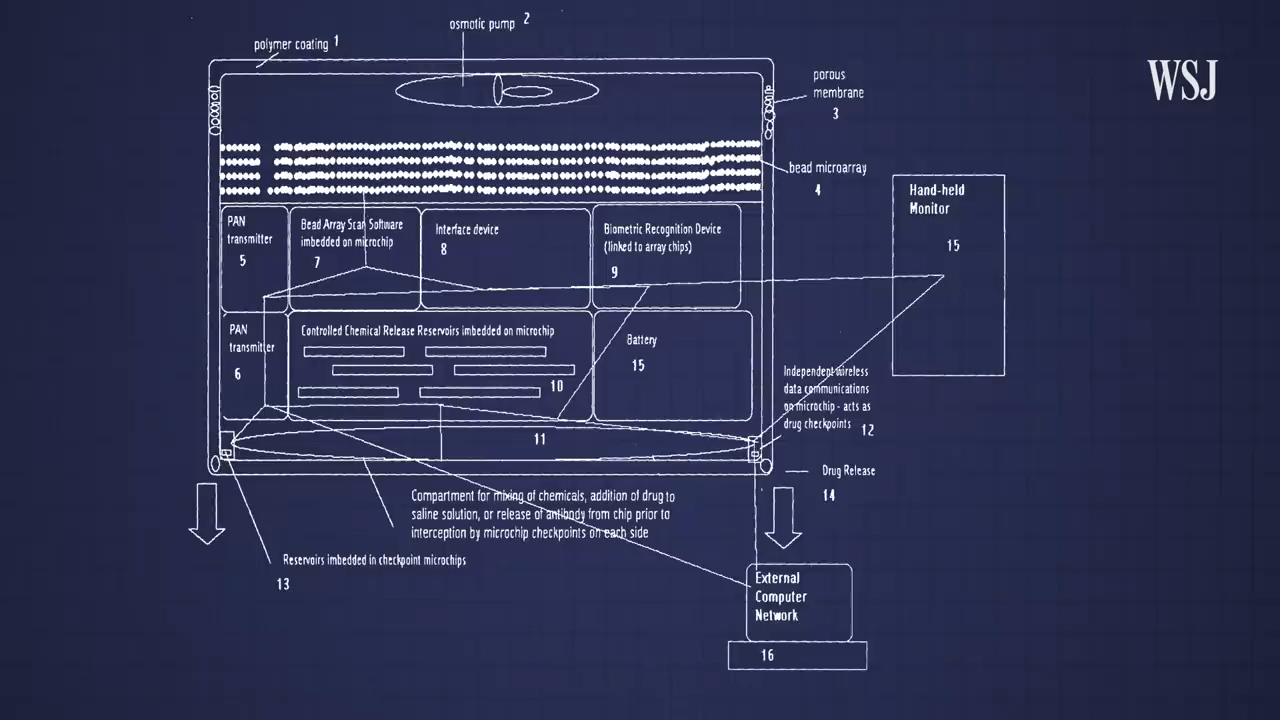 osmotic pump 2
polymer coating 1
WSJ
porous
membrane
3
bead microarray
4
Hand-held
Monitor
15
PAN
transmitter
5
Bead Array Scan Software
imbedded on microchip
7
Interface device
8
Biometric Recognition Device
(linked to array chips)
9
PAN
transmitter
6
Controlled Chemical Release Reservoirs imbedded on microchip
10
Battery
15
Independent wireless
data communications
on microchip - acts as
drug checkpoints 12
11
Drug Release
14
Compartment for mixing of chemicals, addition of drug to
saline solution, or release of antibody from chip prior to
interception by microchip checkpoints on each side
Reservoirs imbedded in checkpoint microchips
13
External
Computer
Network
16